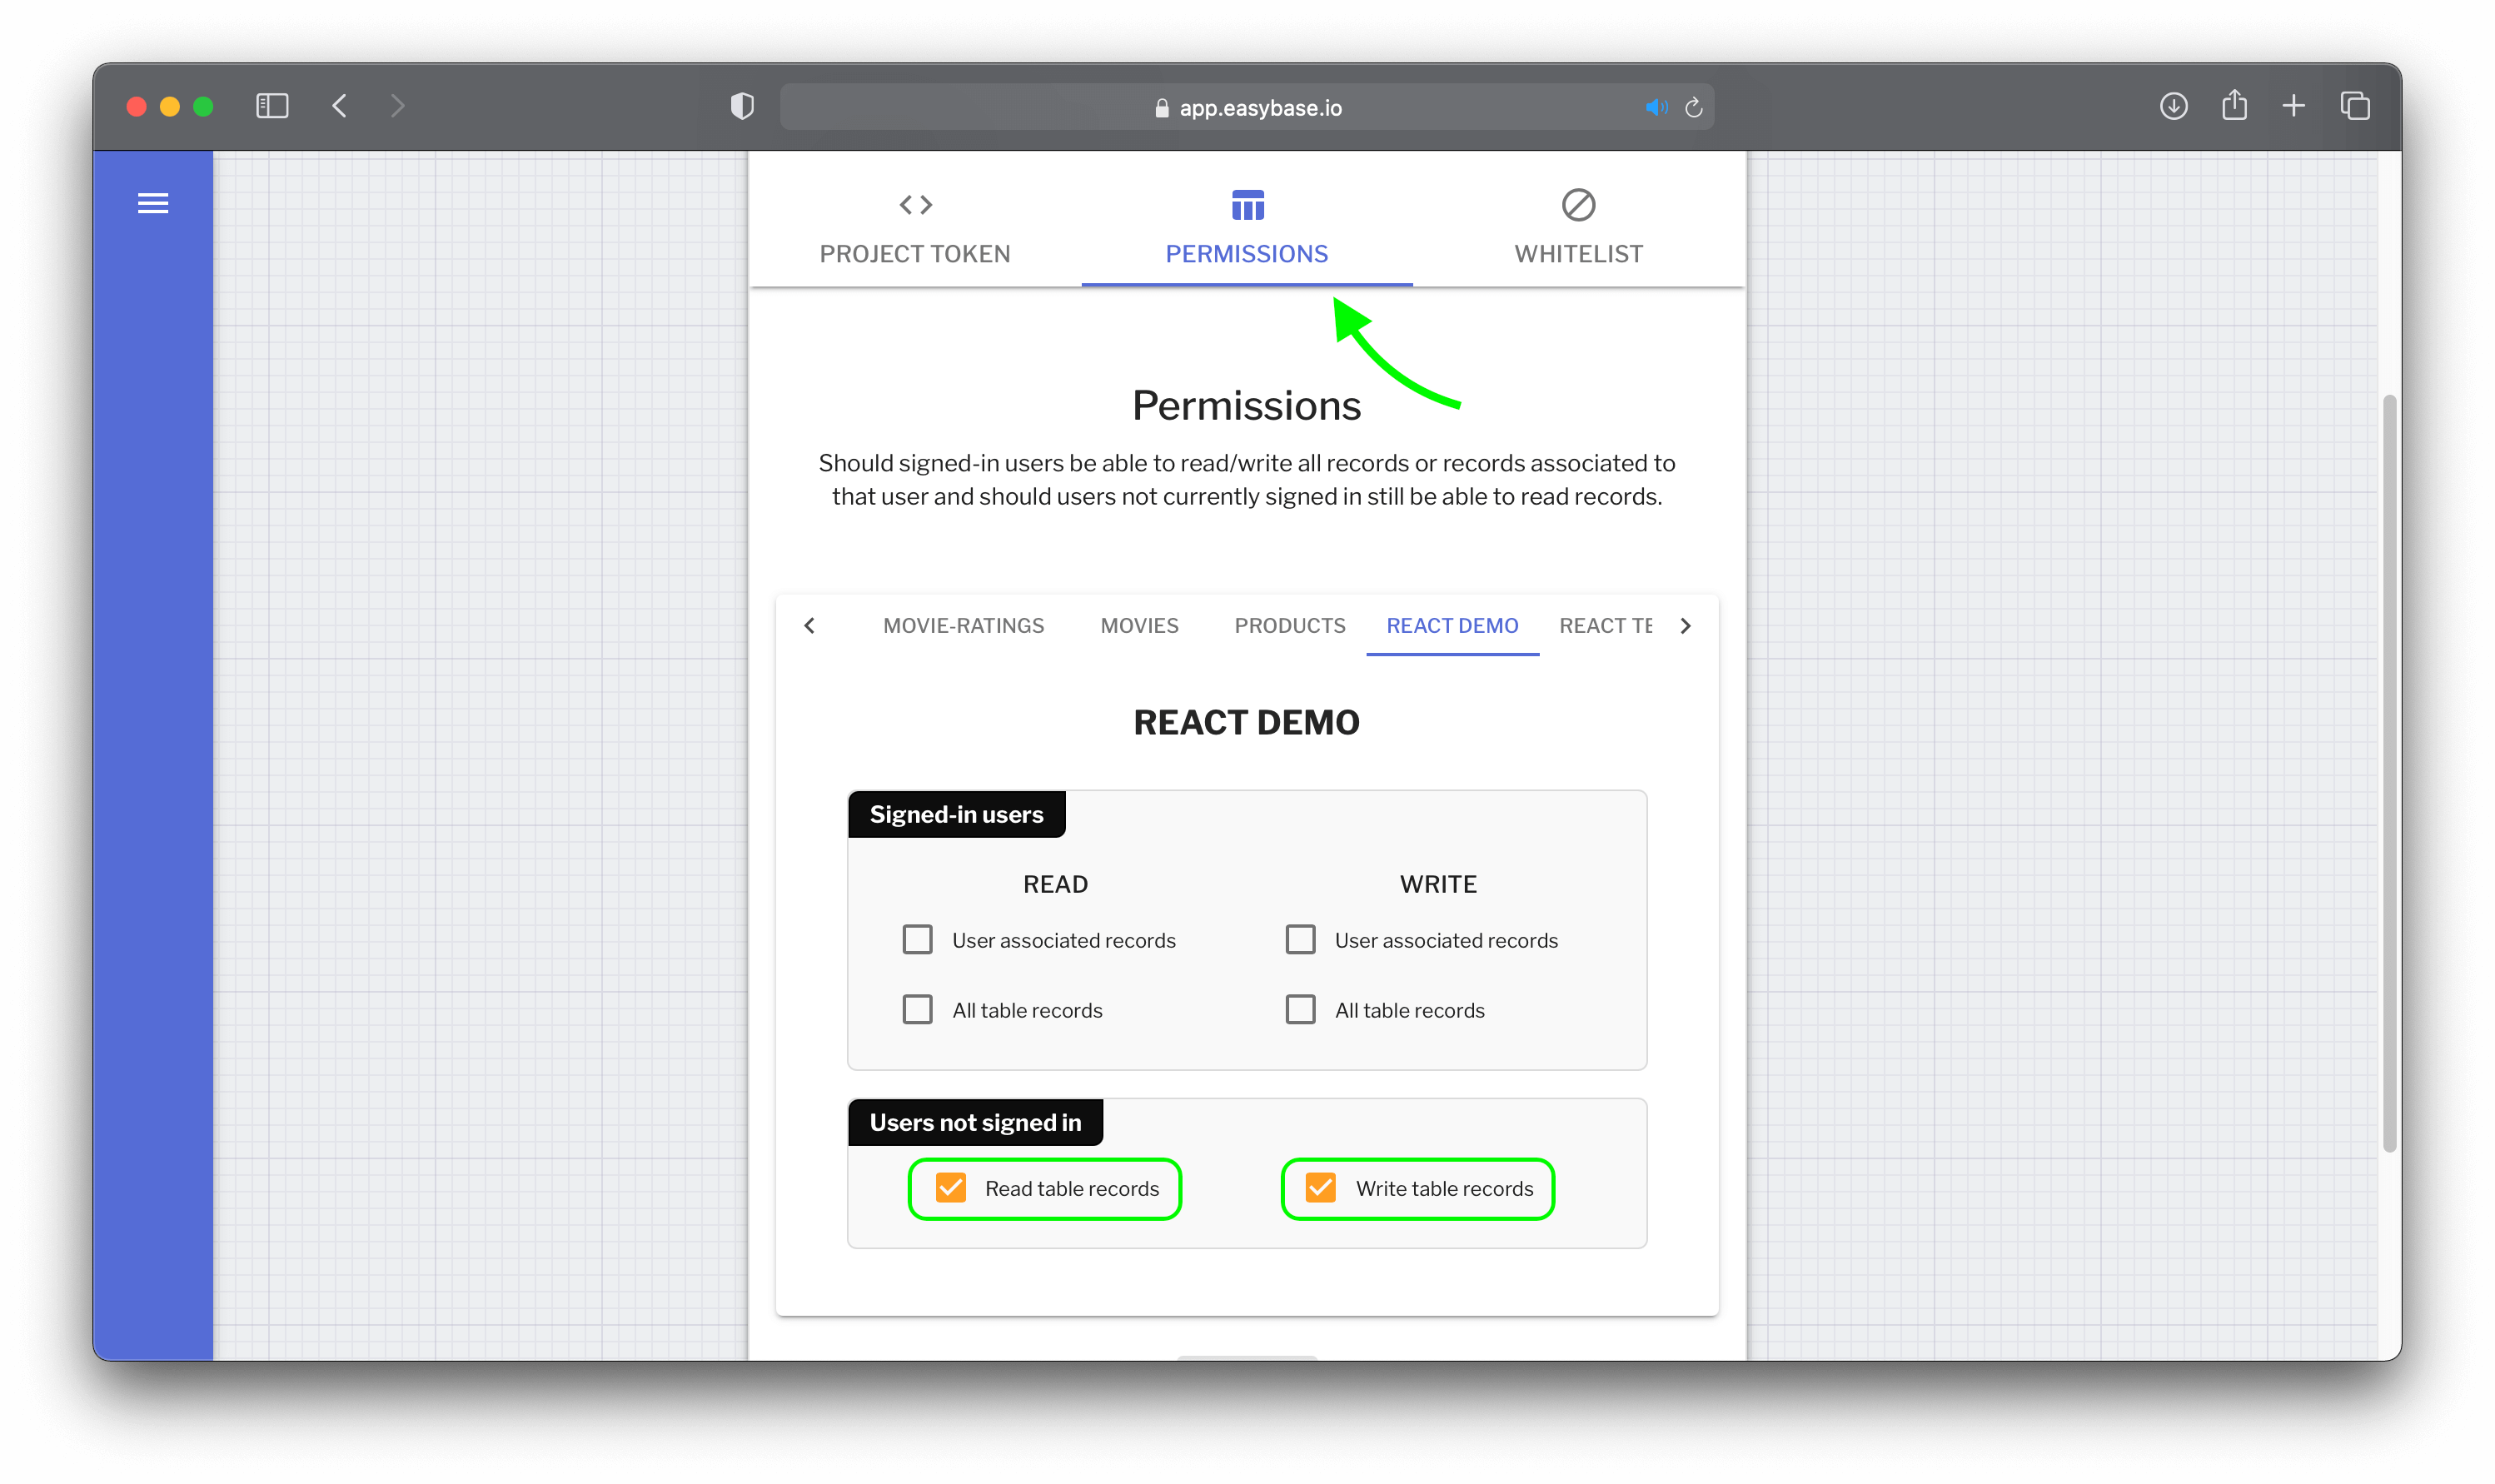 app.easybase.io
PROJECT TOKEN
PERMISSIONS
WHITELIST
Permissions
Should signed-in users be able to read/write all records or records associated to
that user and should users not currently signed in still be able to read records.
MOVIE-RATINGS
MOVIES
PRODUCTS
REACT DEMO
REACT TE
REACT DEMO
Signed-in users
READ
WRITE
User associated records
User associated records
All table records
All table records
Users not signed in
Read table records
Write table records